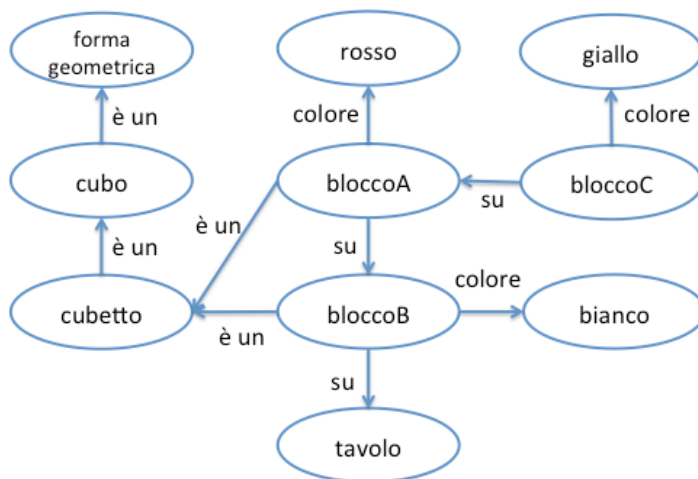 forma
geometrica
rosso
giallo
è un
colore
colore
cubo
bloccoA
bloccoC
su
è un
è un
su
colore
cubetto
bloccoB
bianco
è un
su
tavolo